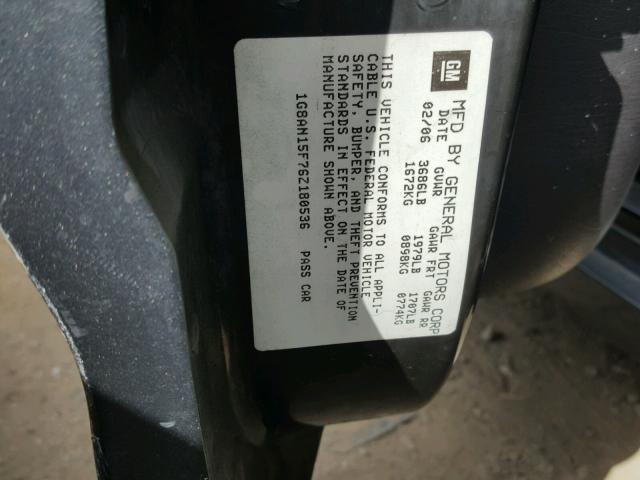 GM MFD BY GENERAL MOTORS CORP
DATE GVWR GAWR FRT GAWR RR
02/06 3686LB 1979LB 1707LB
1672KG 0898KG 0774KG
THIS VEHICLE CONFORMS TO ALL APPLI-
CABLE U.S. FEDERAL MOTOR VEHICLE
SAFETY, BUMPER, AND THEFT PREVENTION
STANDARDS IN EFFECT ON THE DATE OF
MANUFACTURE SHOWN ABOVE.
1G8AN15F76Z180536 PASS CAR